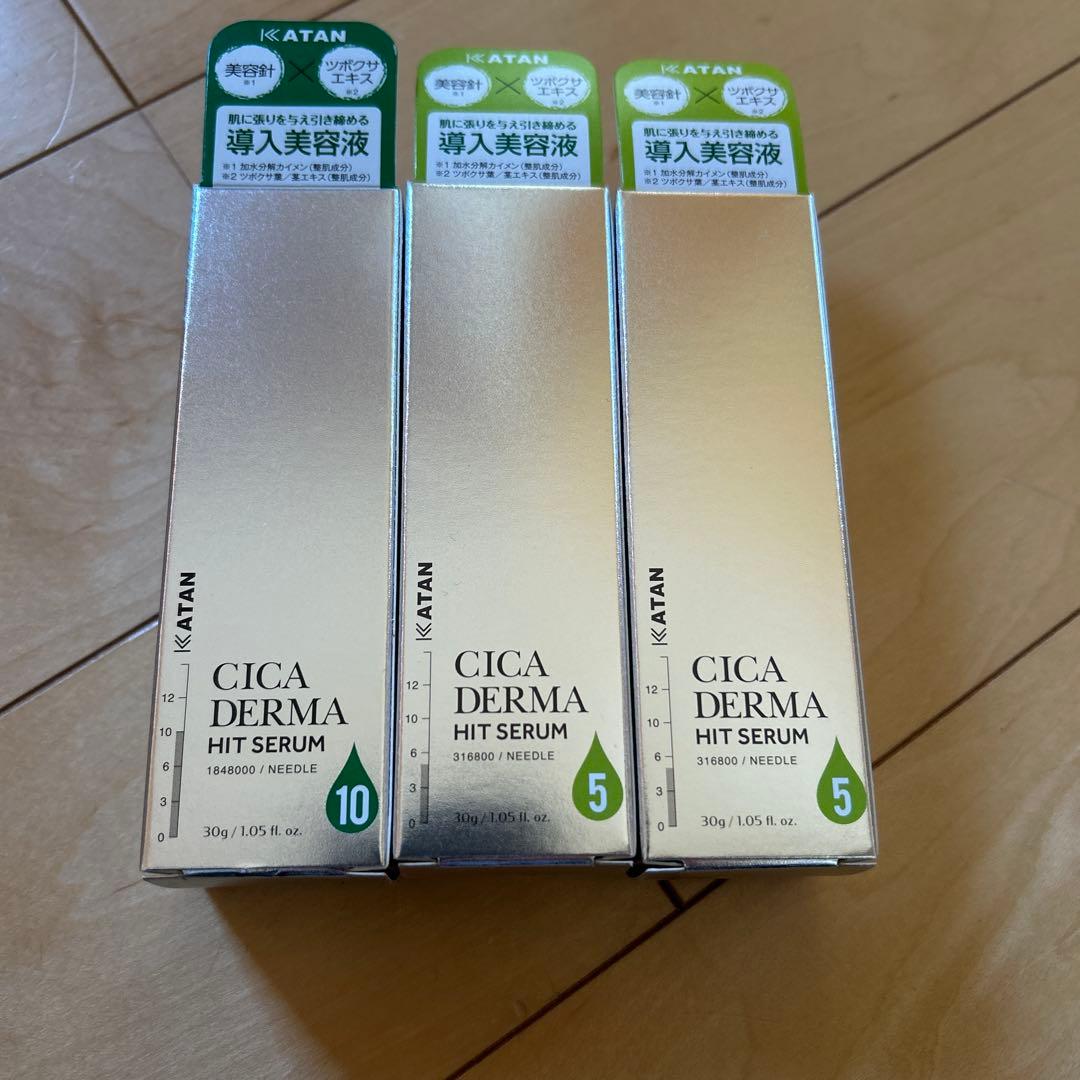 KATAN
美容針
※1
×
ツボクサ
エキス
※2
肌に張りを与え引き締める
導入美容液
※1 加水分解カイメン(整肌成分)
※2 ツボクサ葉/茎エキス(整肌成分)
KATAN
12
10
6
3
0
CICA
DERMA
HIT SERUM
1848000 / NEEDLE
10
30g / 1.05 fl. oz.
KATAN
美容針
※1
×
ツボクサ
エキス
※2
肌に張りを与え引き締める
導入美容液
※1 加水分解カイメン(整肌成分)
※2 ツボクサ葉/茎エキス(整肌成分)
KATAN
12
10
6
3
0
CICA
DERMA
HIT SERUM
316800 / NEEDLE
5
30g / 1.05 fl. oz.
KATAN
美容針
※1
×
ツボクサ
エキス
※2
肌に張りを与え引き締める
導入美容液
※1 加水分解カイメン(整肌成分)
※2 ツボクサ葉/茎エキス(整肌成分)
KATAN
12
10
6
3
0
CICA
DERMA
HIT SERUM
316800 / NEEDLE
5
30g / 1.05 fl. oz.